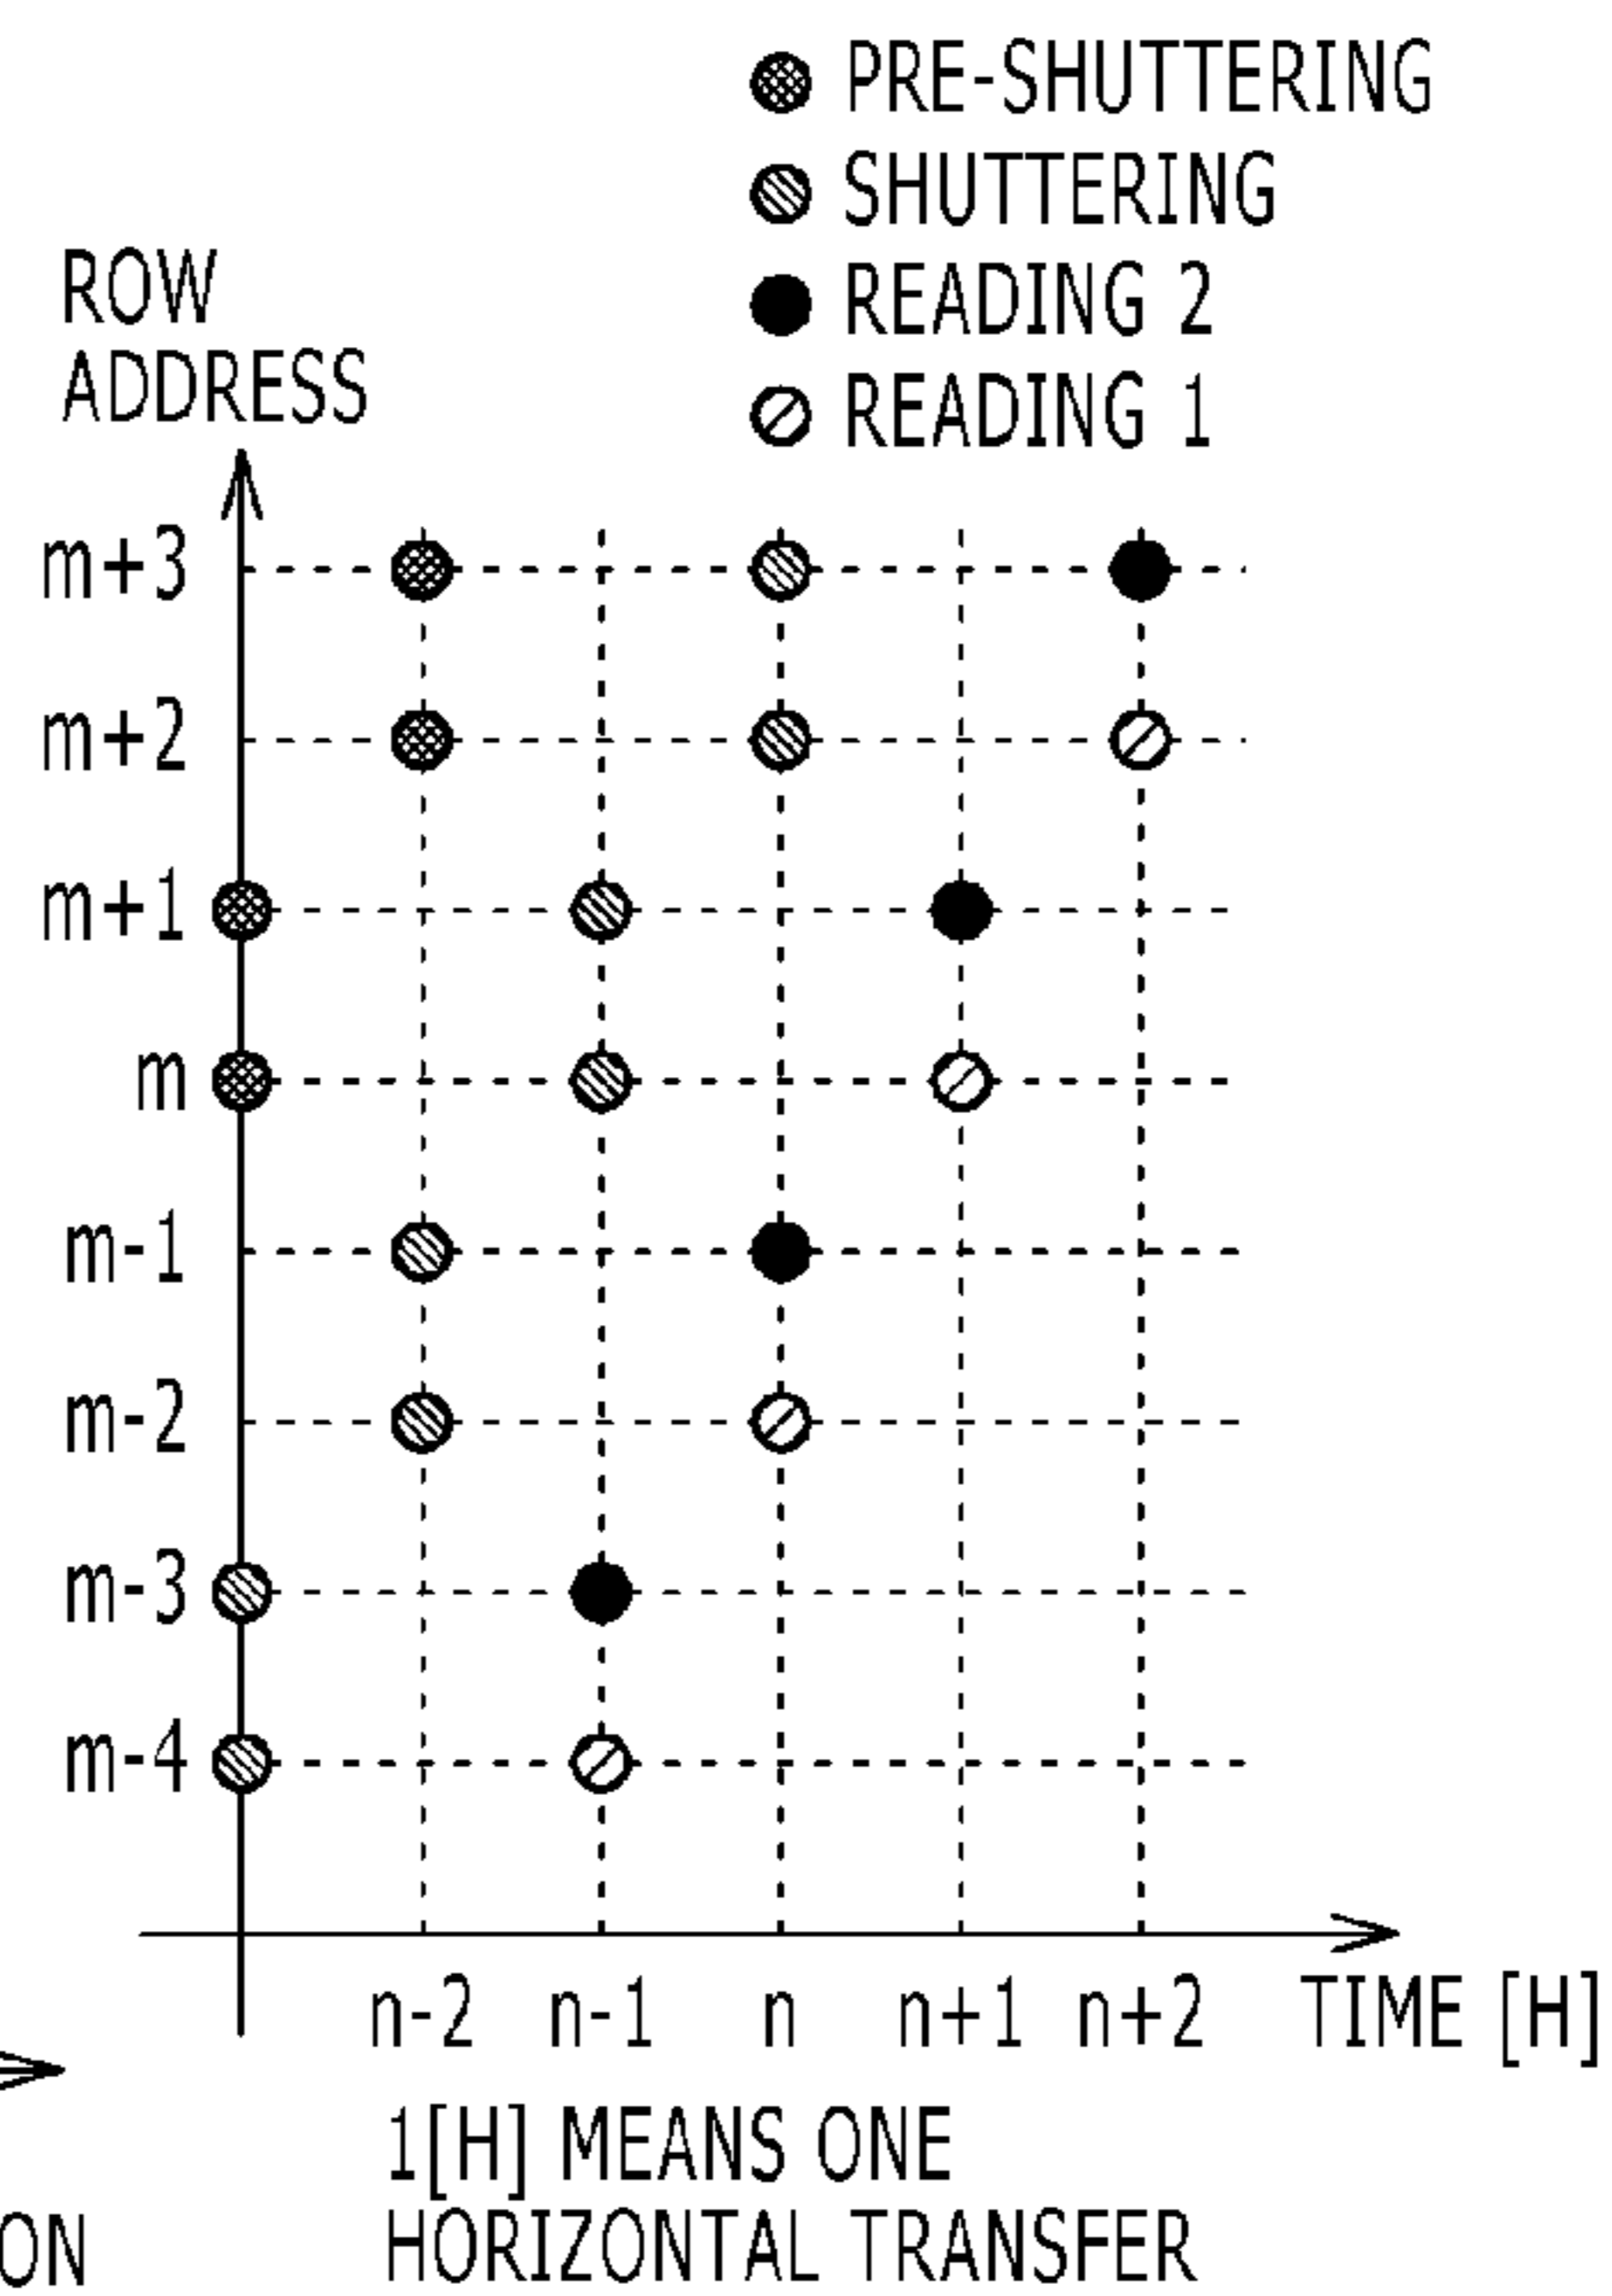 PRE-SHUTTERING
SHUTTERING
READING 2
READING 1
ROW
ADDRESS
m+3
m+2
m+1
m
m-1
m-2
m-3
m-4
n-2 n-1 n n+1 n+2 TIME [H]
1[H] MEANS ONE
HORIZONTAL TRANSFER
ON